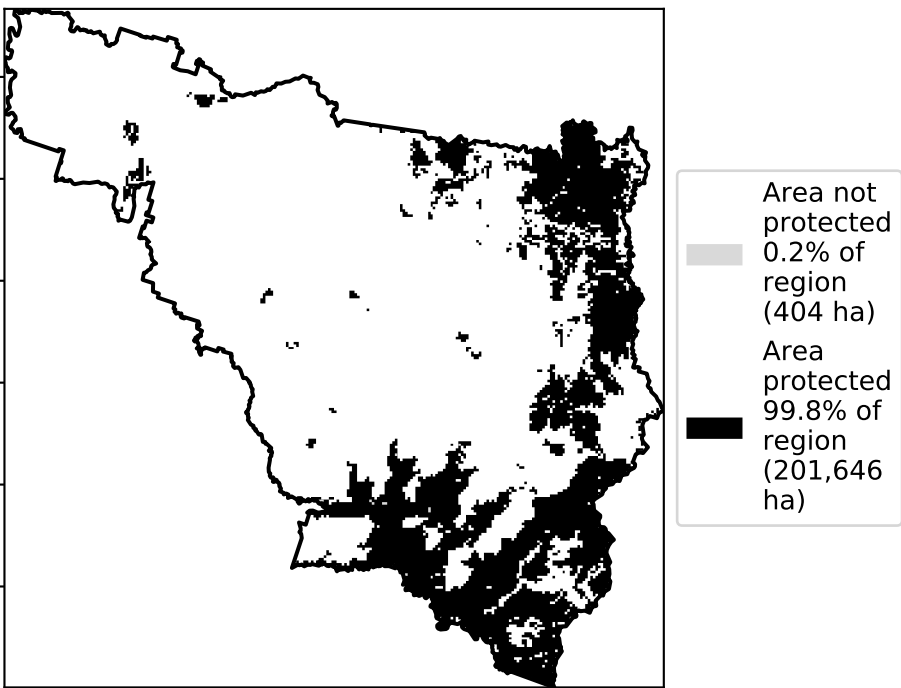 Area not
protected
0.2% of
region
(404 ha)
Area
protected
99.8% of
region
(201,646
ha)